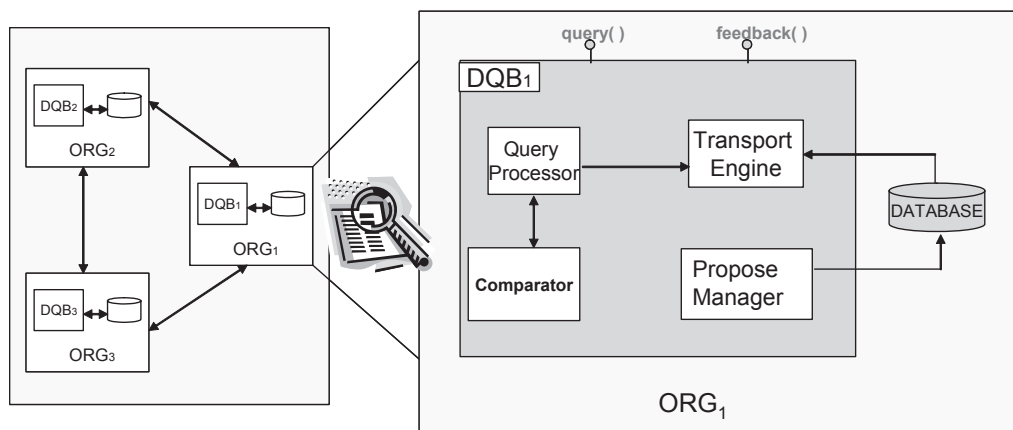 DQB2
ORG2
DQB1
ORG1
DQB3
ORG3
query( )
feedback( )
DQB1
Query
Processor
Transport
Engine
Comparator
Propose
Manager
DATABASE
ORG1